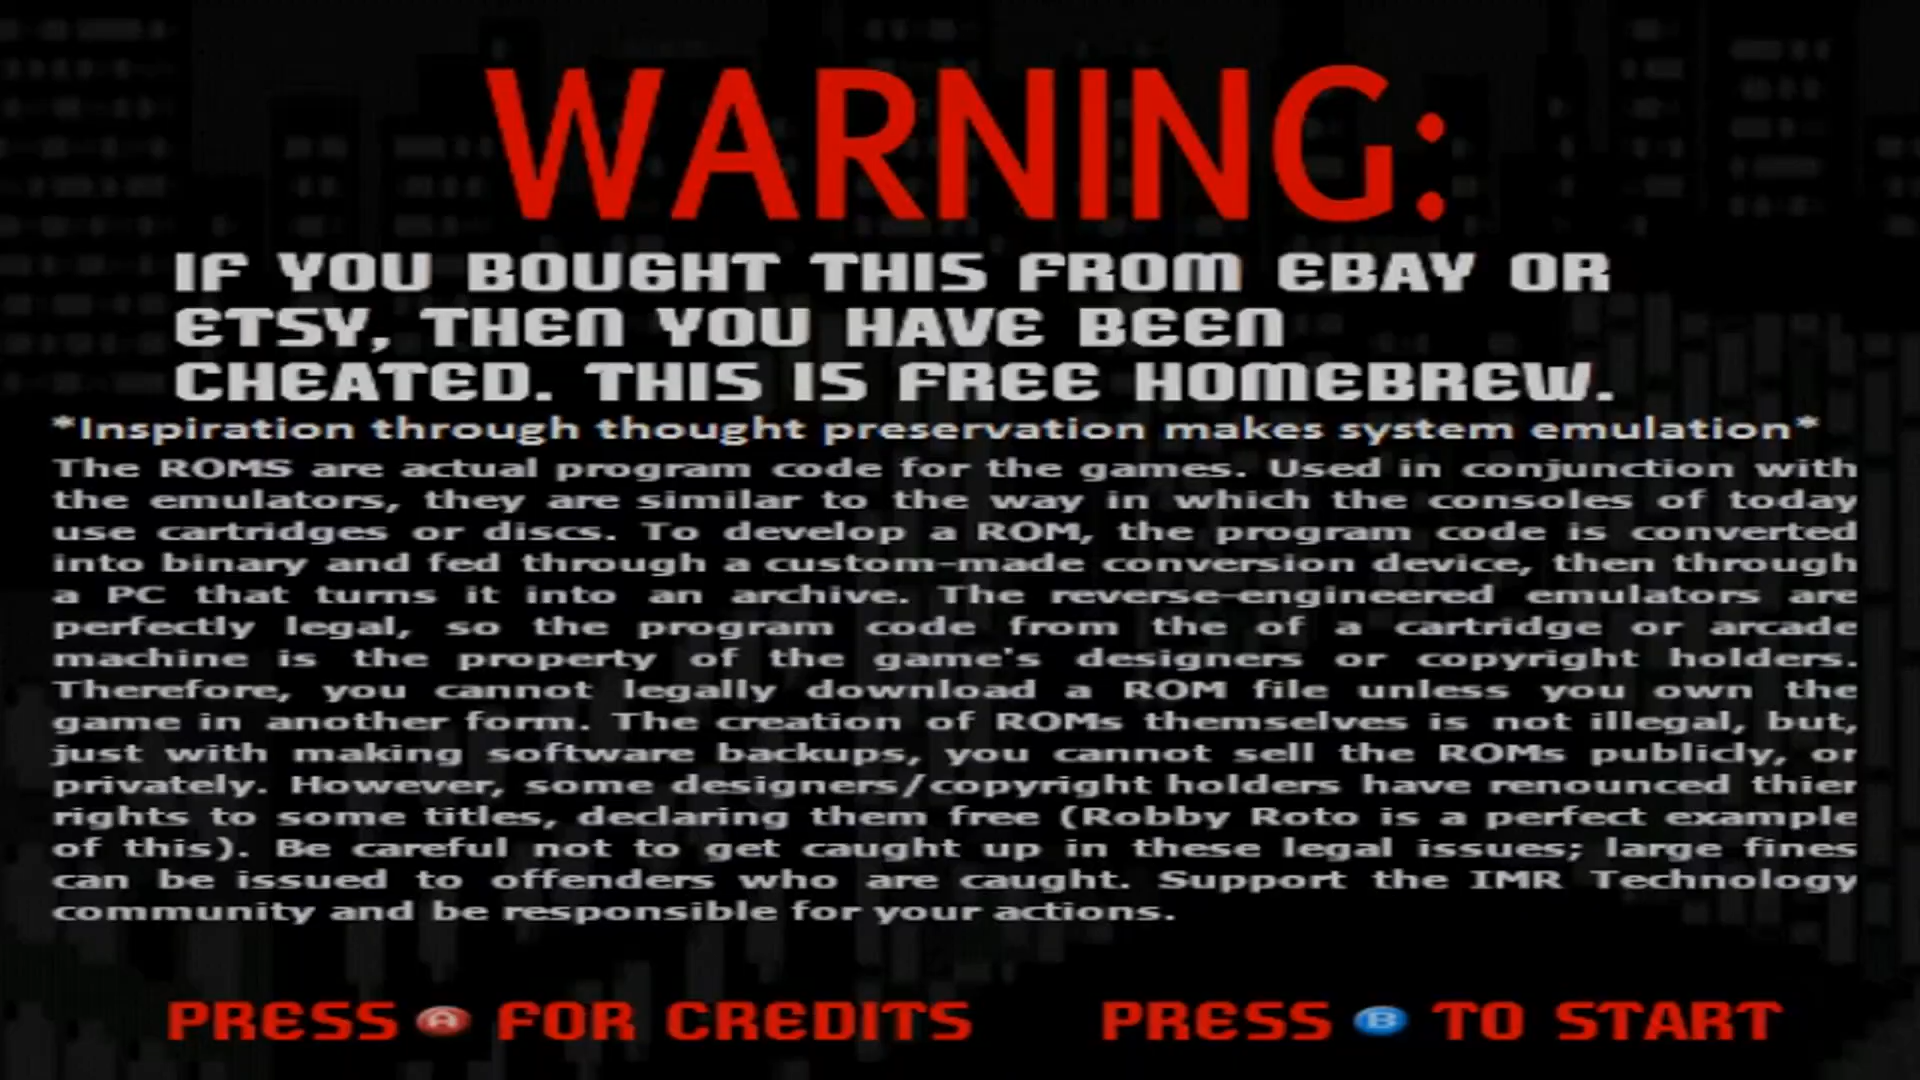 WARNING:
IF YOU BOUGHT THIS FROM EBAY OR
ETSY, THEN YOU HAVE BEEN
CHEATED. THIS IS FREE HOMEBREW.
*Inspiration through thought preservation makes system emulation*
The ROMS are actual program code for the games. Used in conjunction with
the emulators, they are similar to the way in which the consoles of today
use cartridges or discs. To develop a ROM, the program code is converted
into binary and fed through a custom-made conversion device, then through
a PC that turns it into an archive. The reverse-engineered emulators are
perfectly legal, so the program code from the of a cartridge or arcade
machine is the property of the game's designers or copyright holders.
Therefore, you cannot legally download a ROM file unless you own the
game in another form. The creation of ROMs themselves is not illegal, but,
just with making software backups, you cannot sell the ROMs publicly, or
privately. However, some designers/copyright holders have renounced thier
rights to some titles, declaring them free (Robby Roto is a perfect example
of this). Be careful not to get caught up in these legal issues; large fines
can be issued to offenders who are caught. Support the IMR Technology
community and be responsible for your actions.
PRESS A FOR CREDITS PRESS B TO START